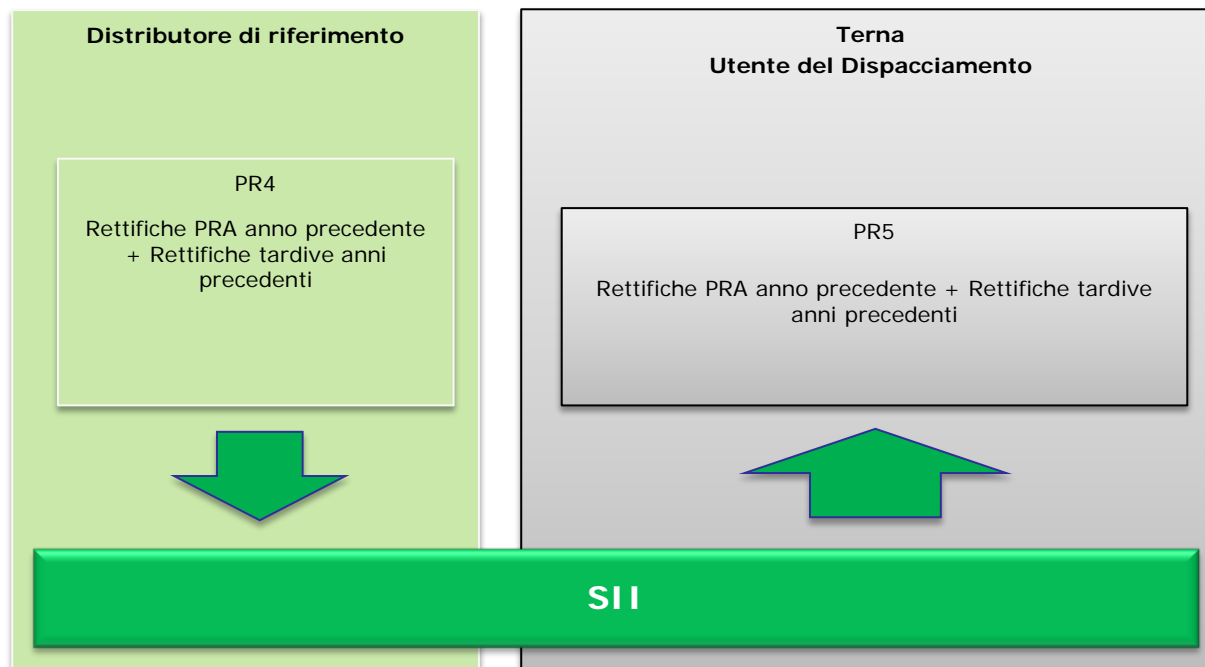 Distributore di riferimento
PR4
Rettifiche PRA anno precedente
+ Rettifiche tardive anni
precedenti
Terna
Utente del Dispacciamento
PR5
Rettifiche PRA anno precedente + Rettifiche tardive
anni precedenti
SII